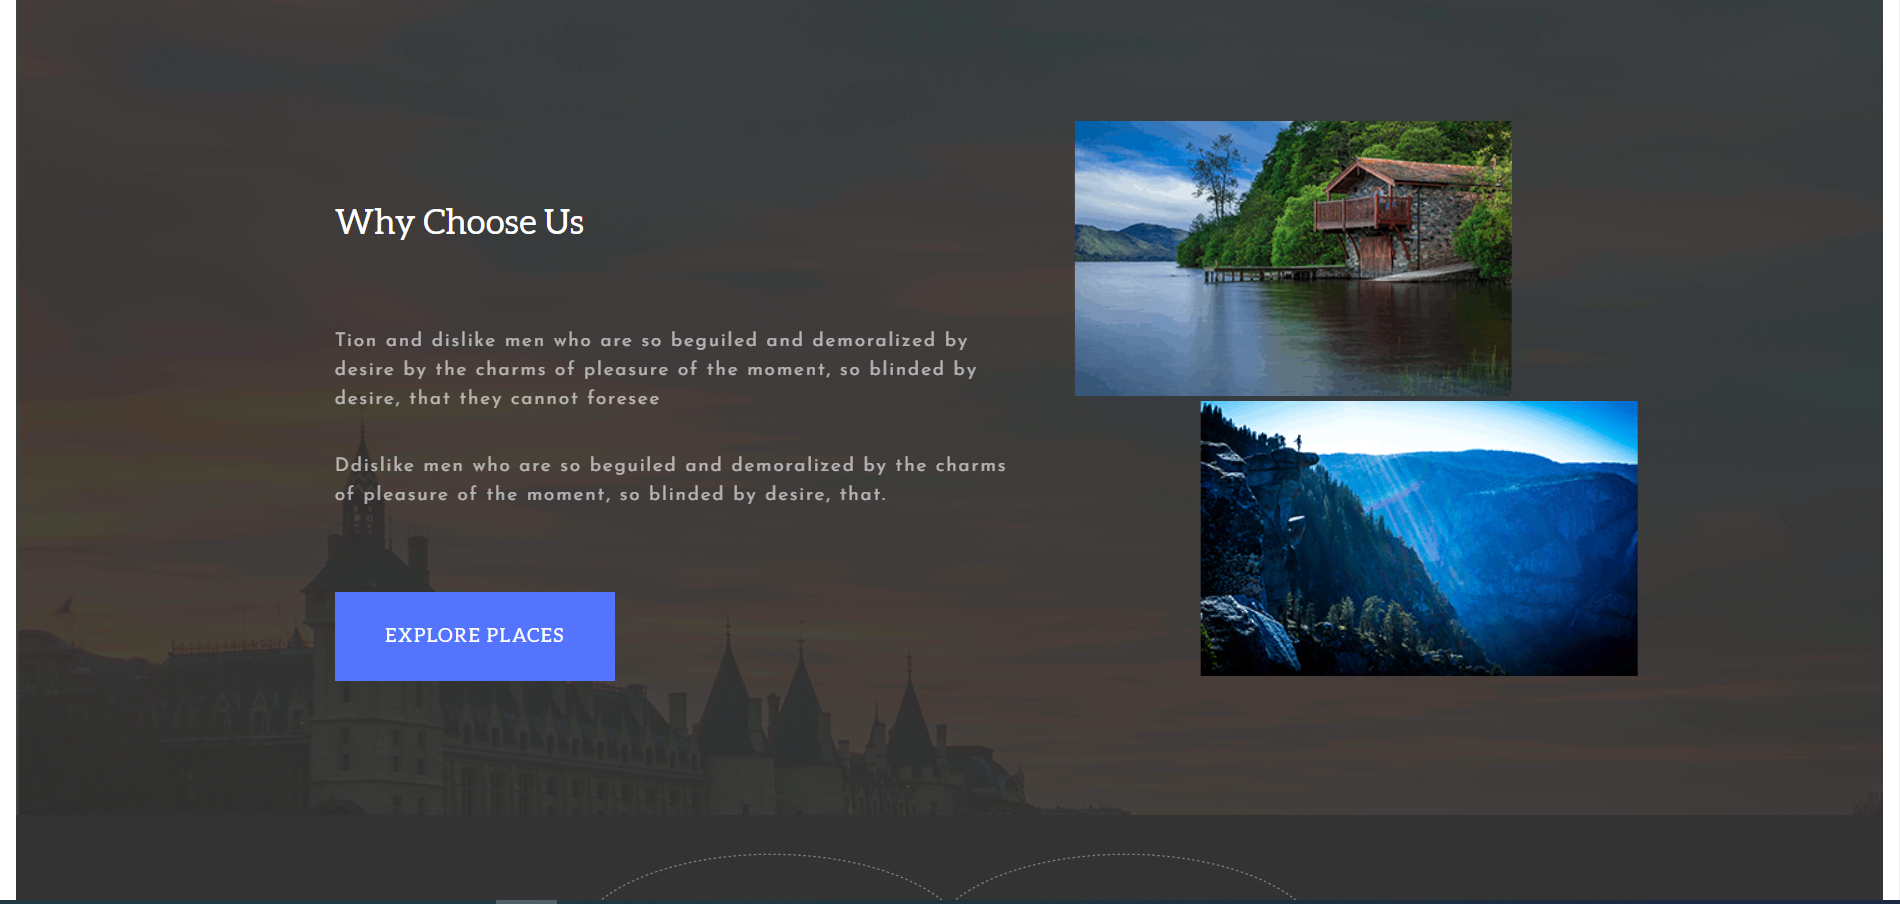 Why Choose Us
Tion and dislike men who are so beguiled and demoralized by
desire by the charms of pleasure of the moment, so blinded by
desire, that they cannot foresee
Ddislike men who are so beguiled and demoralized by the charms
of pleasure of the moment, so blinded by desire, that.
EXPLORE PLACES